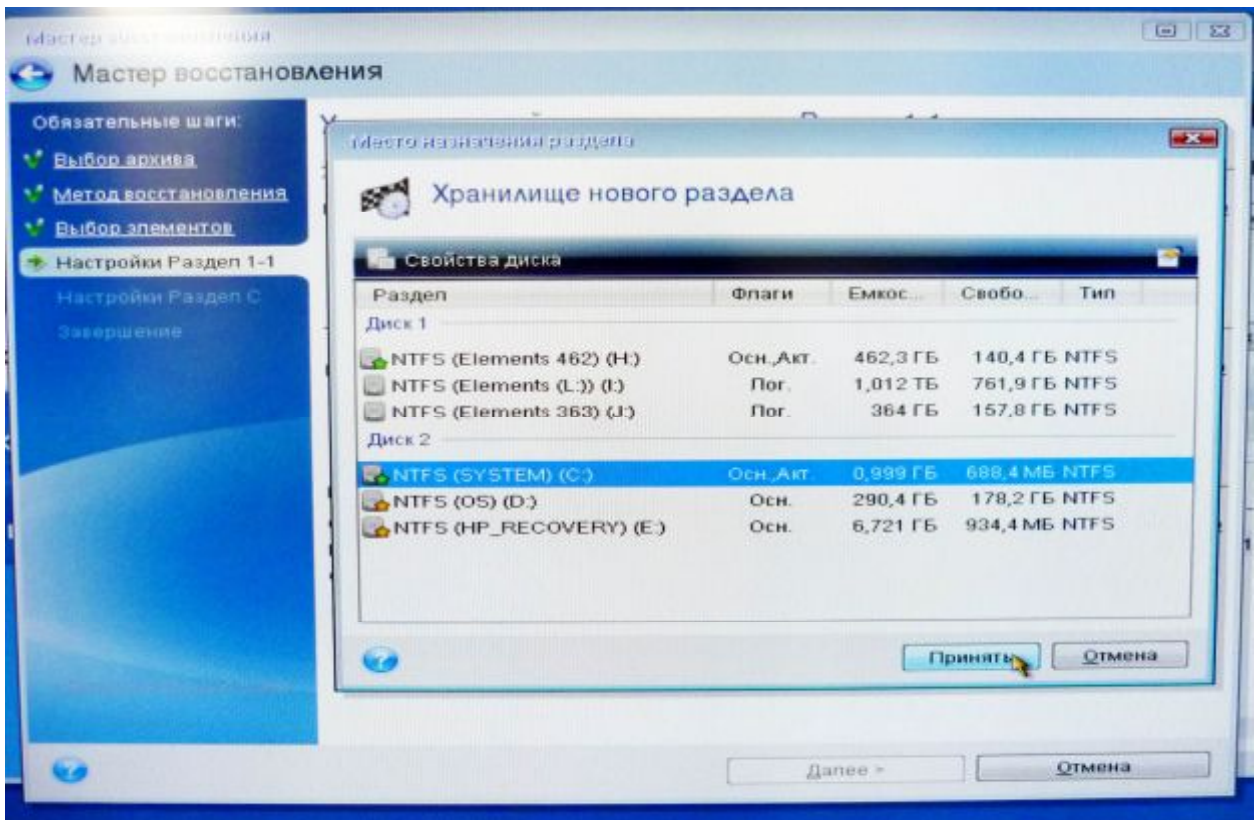 Мастер восстановления
Мастер восстановления
Обязательные шаги:
Выбор архива
Метод восстановления
Выбор элементов
Настройки Раздел 1-1
Настройки Раздел C
Завершение
Место назначения раздела
Хранилище нового раздела
Свойства диска
Раздел Флаги Емкос... Свобо... Тип
Диск 1
NTFS (Elements 462) (H:) Осн.,Акт. 462,3 ГБ 140,4 ГБ NTFS
NTFS (Elements (L:)) (I:) Лог. 1,012 ТБ 761,9 ГБ NTFS
NTFS (Elements 363) (J:) Лог. 364 ГБ 157,8 ГБ NTFS
Диск 2
NTFS (SYSTEM) (C:) Осн.,Акт. 0,999 ГБ 688,4 МБ NTFS
NTFS (OS) (D:) Осн. 290,4 ГБ 178,2 ГБ NTFS
NTFS (HP_RECOVERY) (E:) Осн. 6,721 ГБ 934,4 МБ NTFS
Принять Отмена
Далее > Отмена